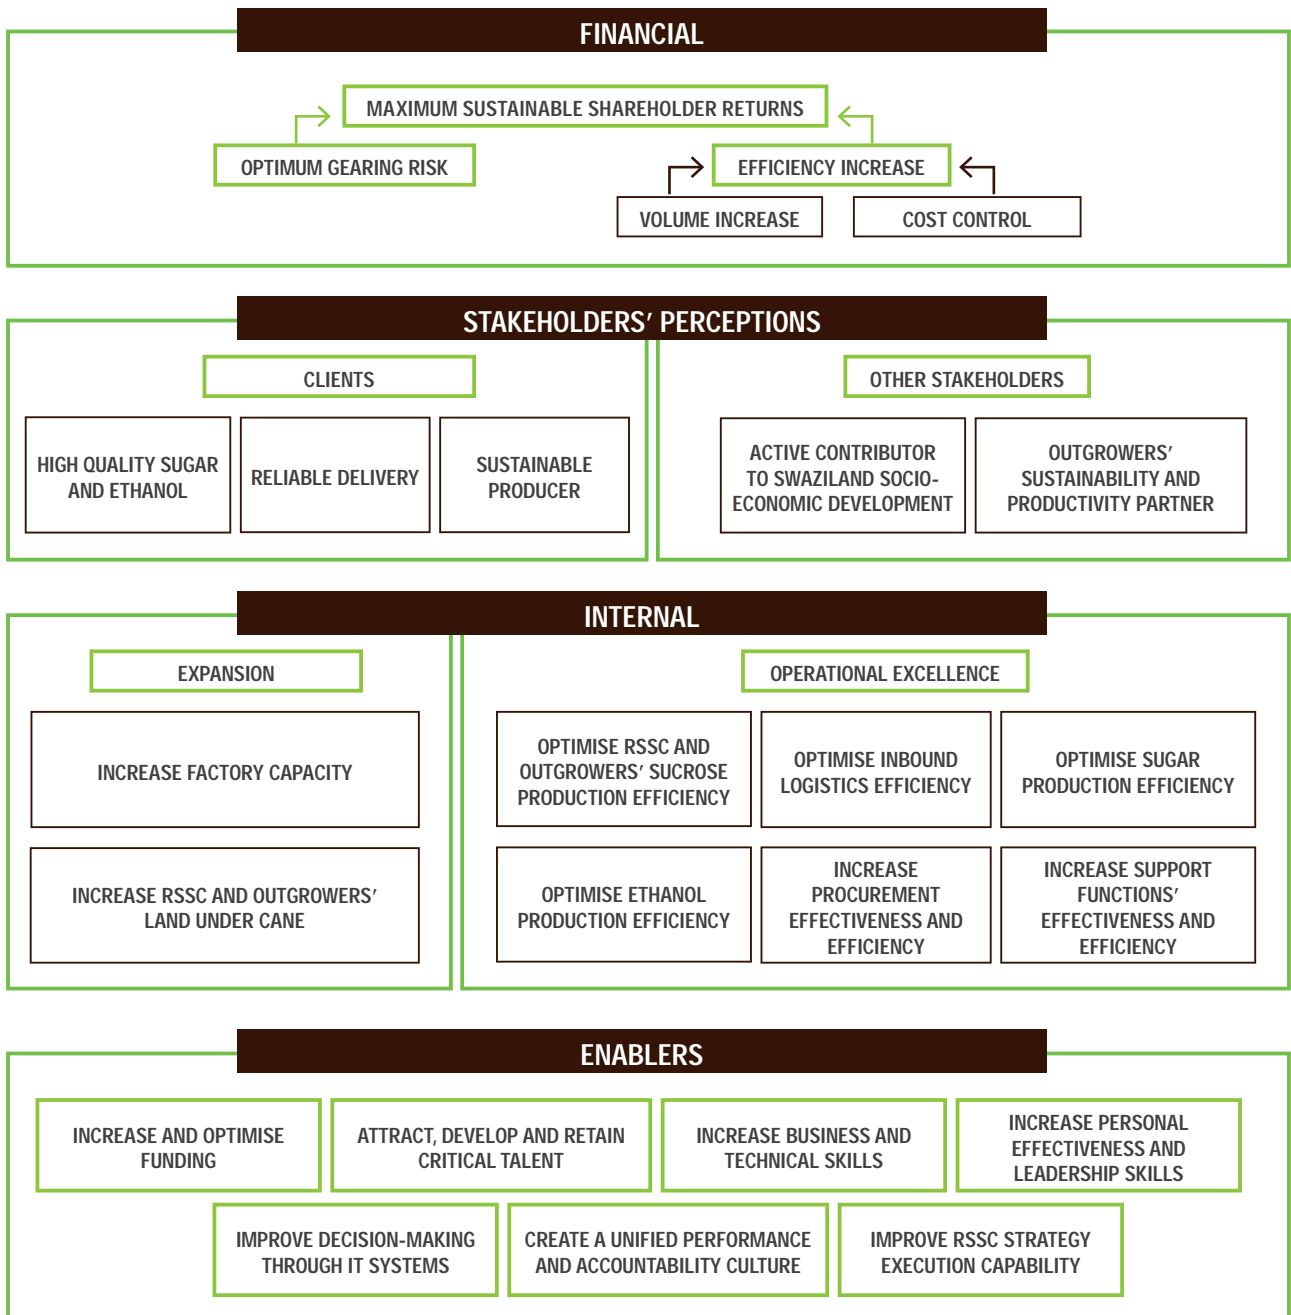 FINANCIAL
MAXIMUM SUSTAINABLE SHAREHOLDER RETURNS
OPTIMUM GEARING RISK
EFFICIENCY INCREASE
VOLUME INCREASE
COST CONTROL
STAKEHOLDERS' PERCEPTIONS
CLIENTS
HIGH QUALITY SUGAR
AND ETHANOL
RELIABLE DELIVERY
SUSTAINABLE
PRODUCER
OTHER STAKEHOLDERS
ACTIVE CONTRIBUTOR
TO SWAZILAND SOCIO-
ECONOMIC DEVELOPMENT
OUTGROWERS'
SUSTAINABILITY AND
PRODUCTIVITY PARTNER
INTERNAL
EXPANSION
INCREASE FACTORY CAPACITY
INCREASE RSSC AND OUTGROWERS'
LAND UNDER CANE
OPERATIONAL EXCELLENCE
OPTIMISE RSSC AND
OUTGROWERS' SUCROSE
PRODUCTION EFFICIENCY
OPTIMISE INBOUND
LOGISTICS EFFICIENCY
OPTIMISE SUGAR
PRODUCTION EFFICIENCY
OPTIMISE ETHANOL
PRODUCTION EFFICIENCY
INCREASE
PROCUREMENT
EFFECTIVENESS AND
EFFICIENCY
INCREASE SUPPORT
FUNCTIONS'
EFFECTIVENESS AND
EFFICIENCY
ENABLERS
INCREASE AND OPTIMISE
FUNDING
ATTRACT, DEVELOP AND RETAIN
CRITICAL TALENT
INCREASE BUSINESS AND
TECHNICAL SKILLS
INCREASE PERSONAL
EFFECTIVENESS AND
LEADERSHIP SKILLS
IMPROVE DECISION-MAKING
THROUGH IT SYSTEMS
CREATE A UNIFIED PERFORMANCE
AND ACCOUNTABILITY CULTURE
IMPROVE RSSC STRATEGY
EXECUTION CAPABILITY